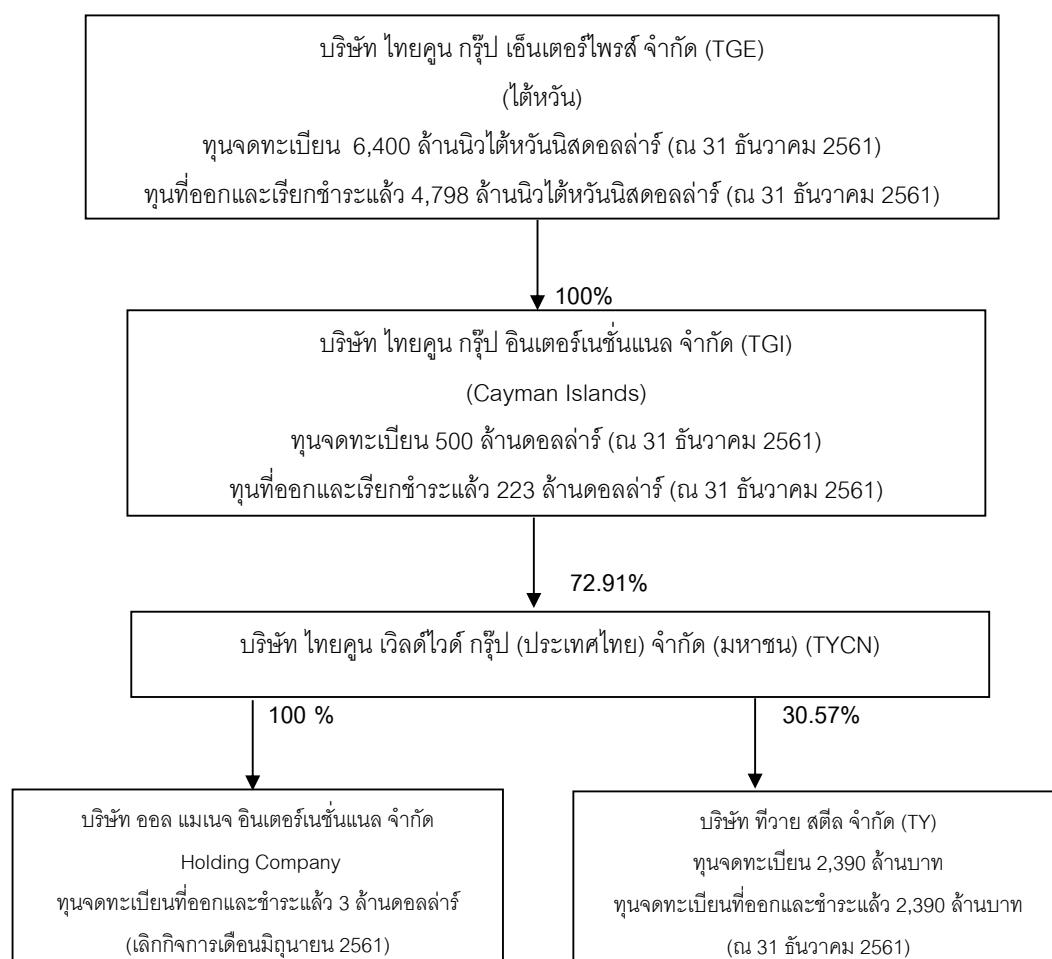 บริษัท ไทยคูน กรุ๊ป เอ็นเตอร์ไพรส์ จำกัด (TGE)
(ไต้หวัน)
ทุนจดทะเบียน 6,400 ล้านนิวไต้หวันนิสดอลล่าร์ (ณ 31 ธันวาคม 2561)
ทุนที่ออกและเรียกชำระแล้ว 4,798 ล้านนิวไต้หวันนิสดอลล่าร์ (ณ 31 ธันวาคม 2561)
100%
บริษัท ไทยคูน กรุ๊ป อินเตอร์เนชั่นแนล จำกัด (TGI)
(Cayman Islands)
ทุนจดทะเบียน 500 ล้านดอลล่าร์ (ณ 31 ธันวาคม 2561)
ทุนที่ออกและเรียกชำระแล้ว 223 ล้านดอลล่าร์ (ณ 31 ธันวาคม 2561)
72.91%
บริษัท ไทยคูน เวิลด์ไวด์ กรุ๊ป (ประเทศไทย) จำกัด (มหาชน) (TYCN)
100 %
30.57%
บริษัท ออล แมเนจ อินเตอร์เนชั่นแนล จำกัด
Holding Company
ทุนจดทะเบียนที่ออกและชำระแล้ว 3 ล้านดอลล่าร์
(เลิกกิจการเดือนมิถุนายน 2561)
บริษัท ทีวาย สตีล จำกัด (TY)
ทุนจดทะเบียน 2,390 ล้านบาท
ทุนจดทะเบียนที่ออกและชำระแล้ว 2,390 ล้านบาท
(ณ 31 ธันวาคม 2561)